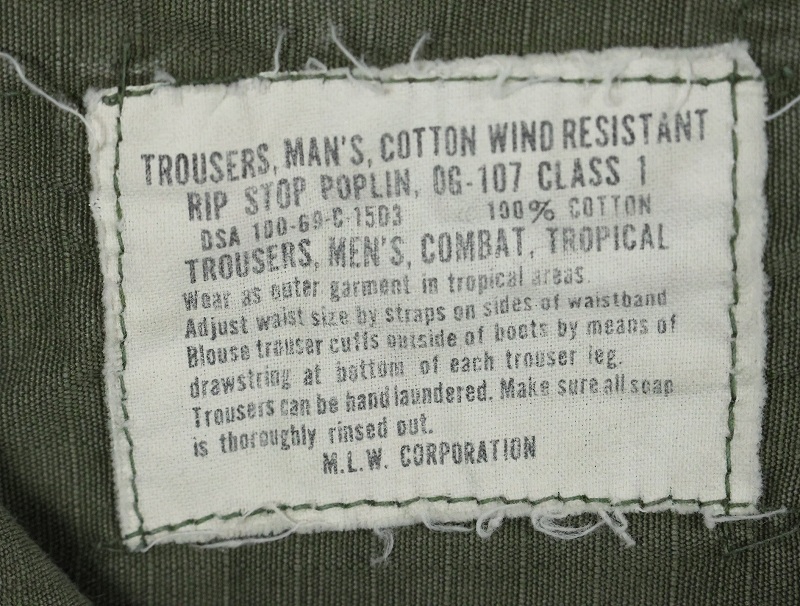 TROUSERS, MAN'S, COTTON WIND RESISTANT
RIP STOP POPLIN, OG-107 CLASS 1
DSA 100-69-C-1503 100% COTTON
TROUSERS, MEN'S, COMBAT, TROPICAL
Wear as outer garment in tropical areas.
Adjust waist size by straps on sides of waistband
Blouse trouser cuffs outside of boots by means of
drawstring at bottom of each trouser leg.
Trousers can be hand laundered. Make sure all soap
is thoroughly rinsed out.
M.L.W. CORPORATION